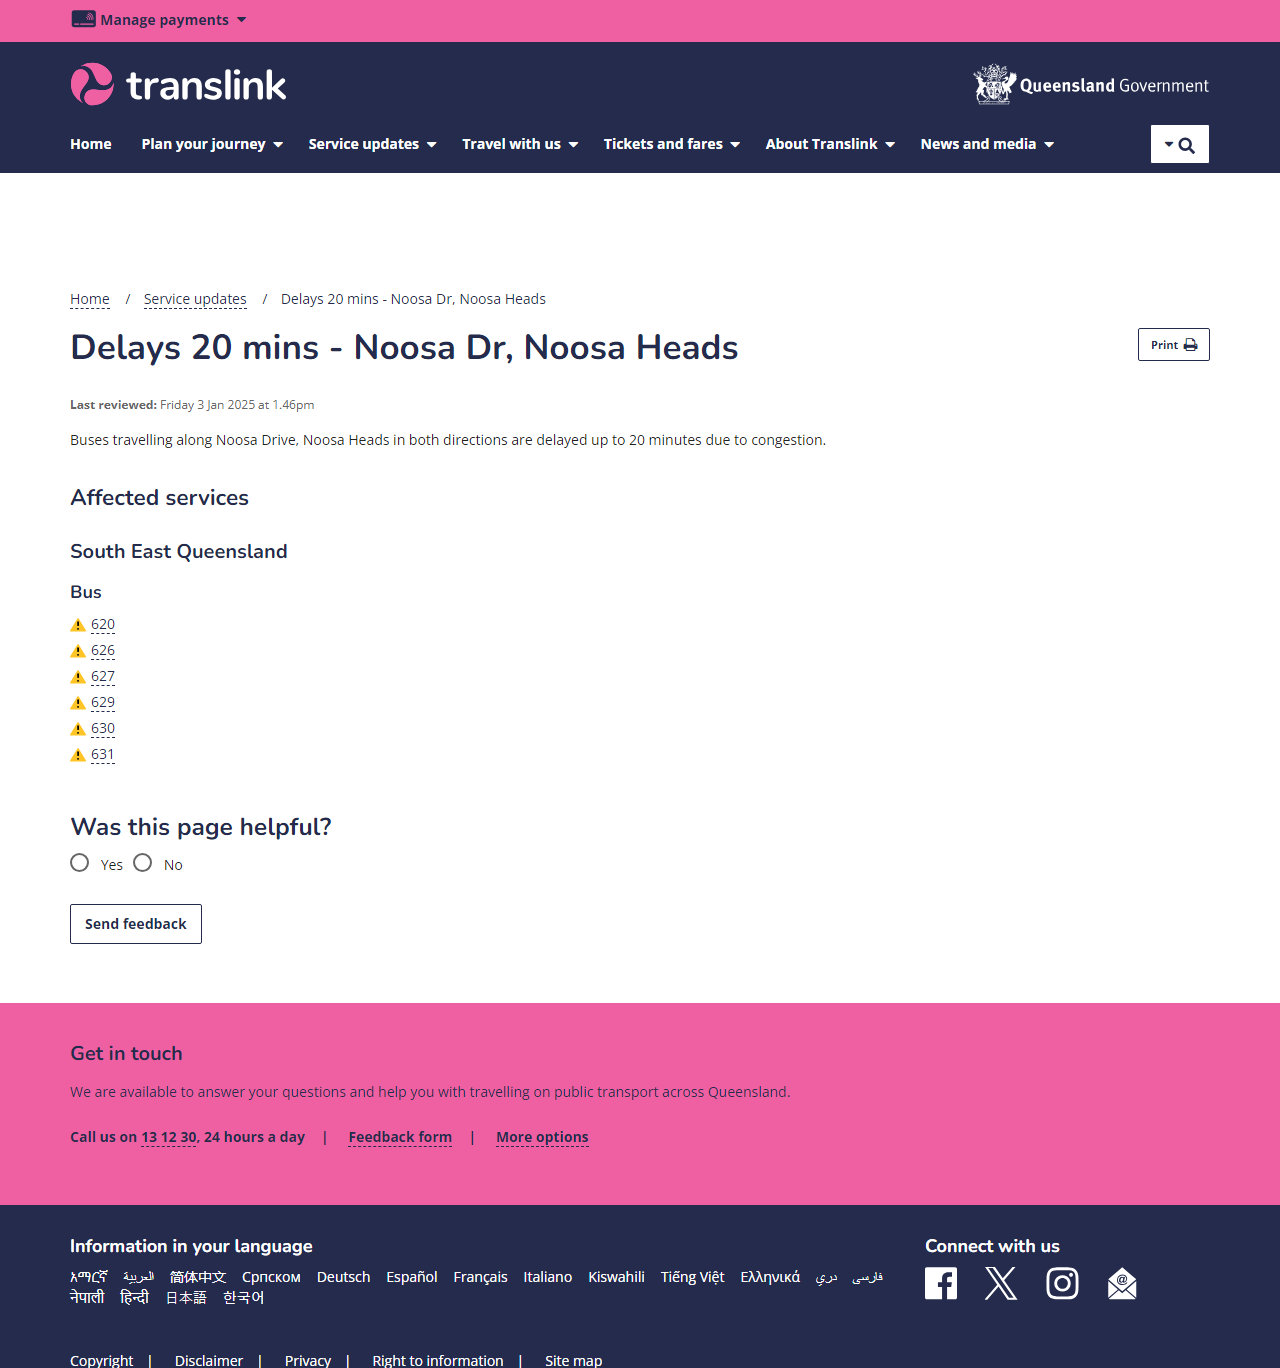 Manage payments
translink
Queensland Government
Home Plan your journey Service updates Travel with us Tickets and fares About Translink News and media
Home / Service updates / Delays 20 mins - Noosa Dr, Noosa Heads
Delays 20 mins - Noosa Dr, Noosa Heads
Print
Last reviewed: Friday 3 Jan 2025 at 1.46pm
Buses travelling along Noosa Drive, Noosa Heads in both directions are delayed up to 20 minutes due to congestion.
Affected services
South East Queensland
Bus
620
626
627
629
630
631
Was this page helpful?
Yes No
Send feedback
Get in touch
We are available to answer your questions and help you with travelling on public transport across Queensland.
Call us on 13 12 30, 24 hours a day | Feedback form | More options
Information in your language
አማርኛ العربية 简体中文 Српском Deutsch Español Français Italiano Kiswahili Tiếng Việt Ελληνικά دري فارسی
नेपाली हिन्दी 日本語 한국어
Connect with us
Copyright | Disclaimer | Privacy | Right to information | Site map